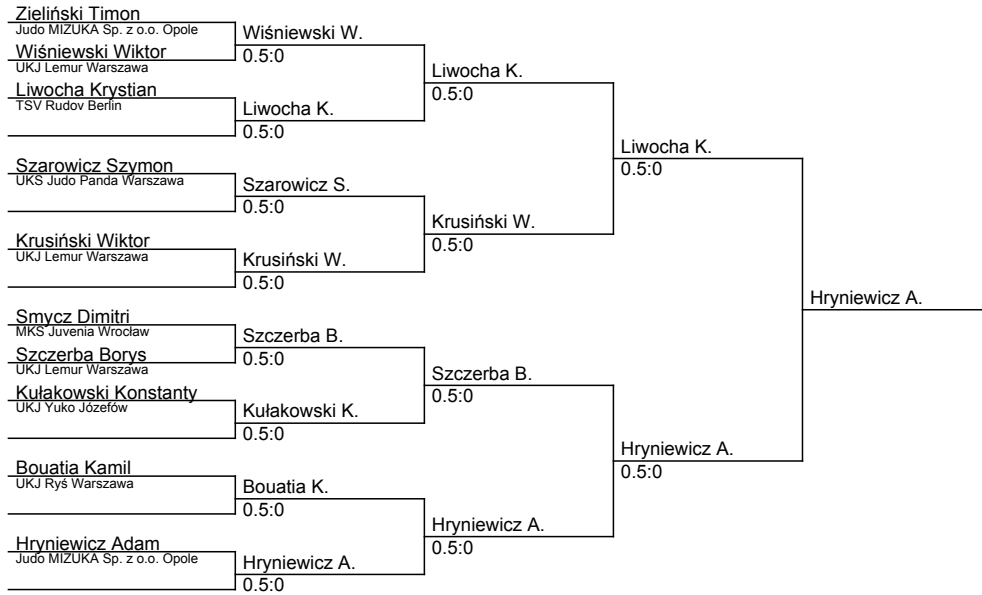 Zieliński Timon
Judo MIZUKA Sp. z o.o. Opole
Wiśniewski Wiktor
UKJ Lemur Warszawa
Liwocha Krystian
TSV Rudov Berlin
Szarowicz Szymon
UKS Judo Panda Warszawa
Krusiński Wiktor
UKJ Lemur Warszawa
Smycz Dimitri
MKS Juvenia Wrocław
Szczerba Borys
UKJ Lemur Warszawa
Kułakowski Konstanty
UKJ Yuko Józefów
Bouatia Kamil
UKJ Ryś Warszawa
Hryniewicz Adam
Judo MIZUKA Sp. z o.o. Opole
Wiśniewski W.
0.5:0
Liwocha K.
0.5:0
Szarowicz S.
0.5:0
Krusiński W.
0.5:0
Szczerba B.
0.5:0
Kułakowski K.
0.5:0
Bouatia K.
0.5:0
Hryniewicz A.
0.5:0
Liwocha K.
0.5:0
Krusiński W.
0.5:0
Szczerba B.
0.5:0
Hryniewicz A.
0.5:0
Liwocha K.
0.5:0
Hryniewicz A.
0.5:0
Hryniewicz A.